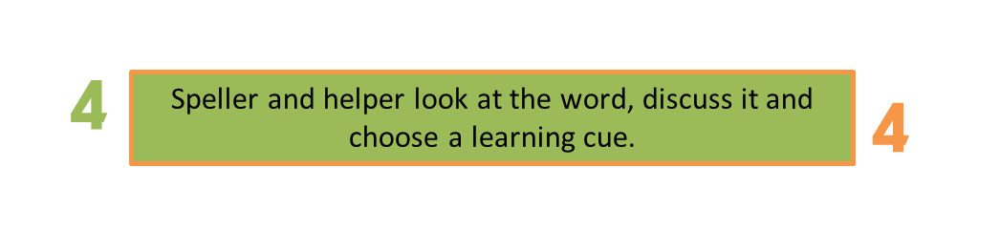 4
Speller and helper look at the word, discuss it and
choose a learning cue.
4